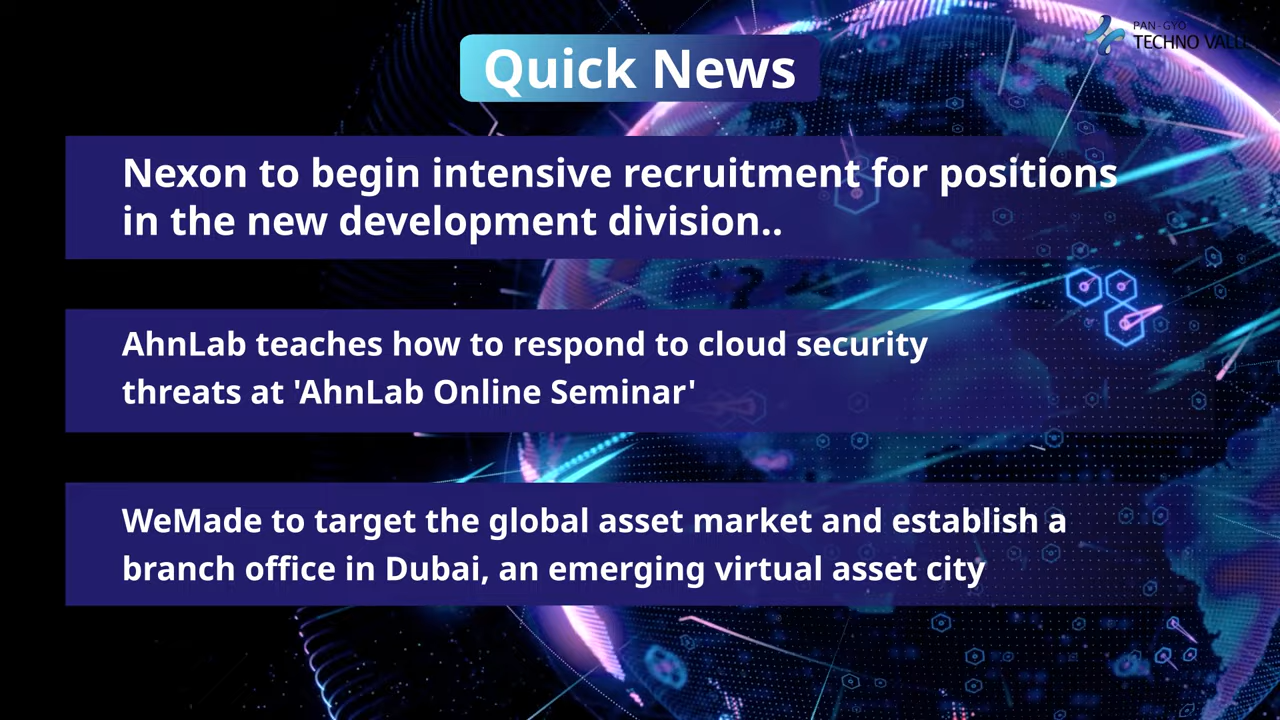 PAN·GYO
TECHNO VALLEY
Quick News
Nexon to begin intensive recruitment for positions
in the new development division..
AhnLab teaches how to respond to cloud security
threats at 'AhnLab Online Seminar'
WeMade to target the global asset market and establish a
branch office in Dubai, an emerging virtual asset city